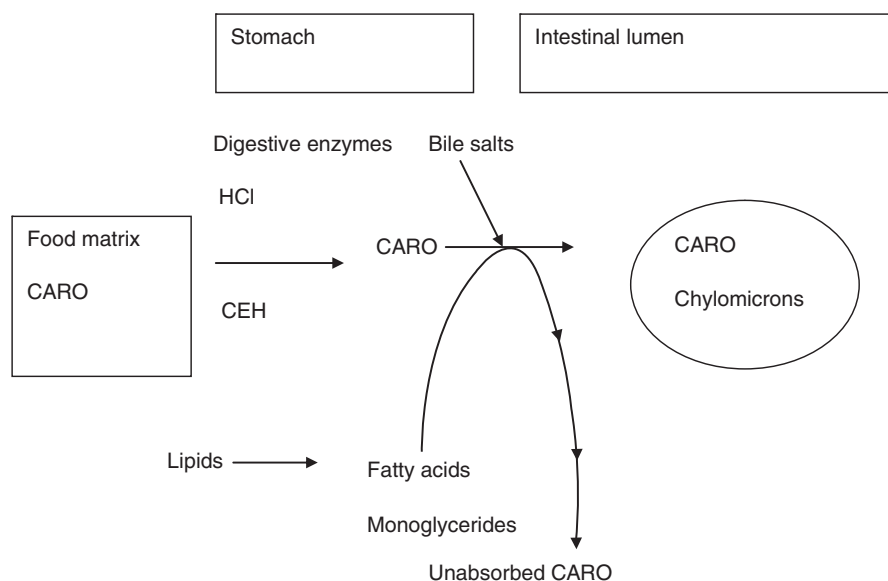 Stomach
Intestinal lumen
Digestive enzymes
Bile salts
HCl
Food matrix
CARO
CARO
CARO
CEH
Chylomicrons
Lipids
Fatty acids
Monoglycerides
Unabsorbed CARO